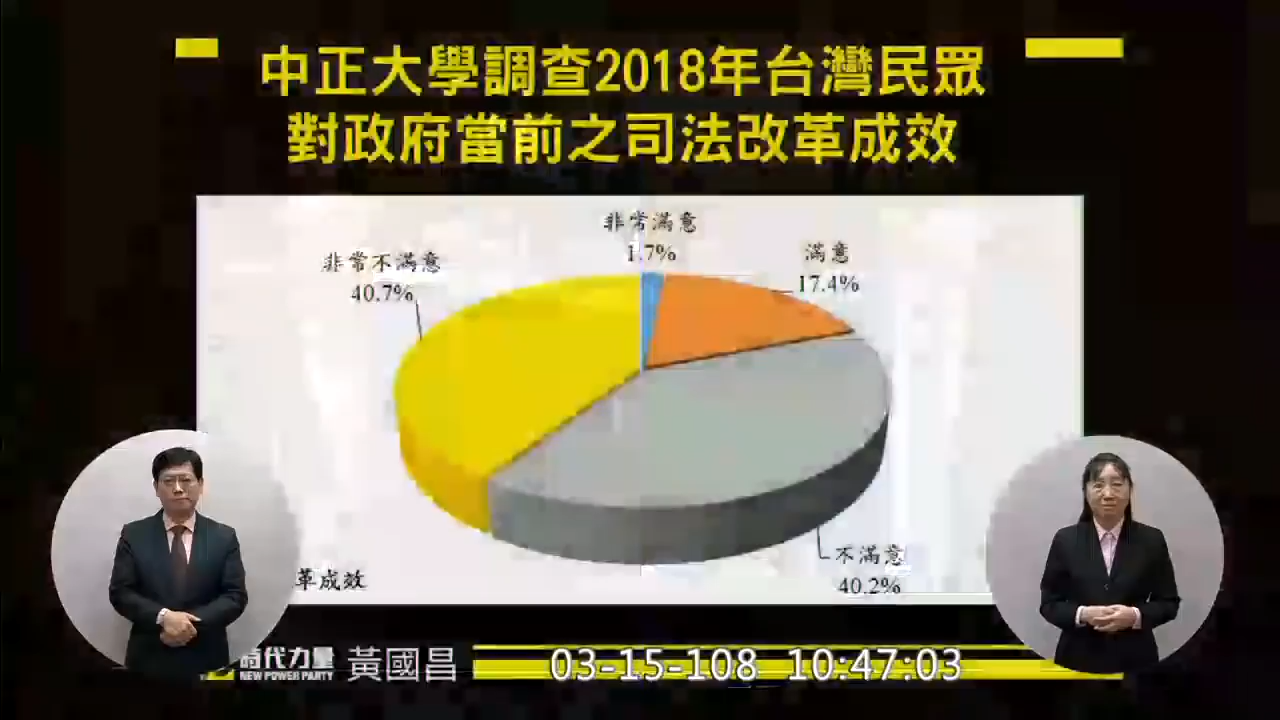 中正大學調查2018年台灣民眾
對政府當前之司法改革成效
非常滿意
1.7%
滿意
17.4%
非常不滿意
40.7%
不滿意
40.2%
革成效
時代力量
NEW POWER PARTY
黃國昌
03-15-108 10:47:03